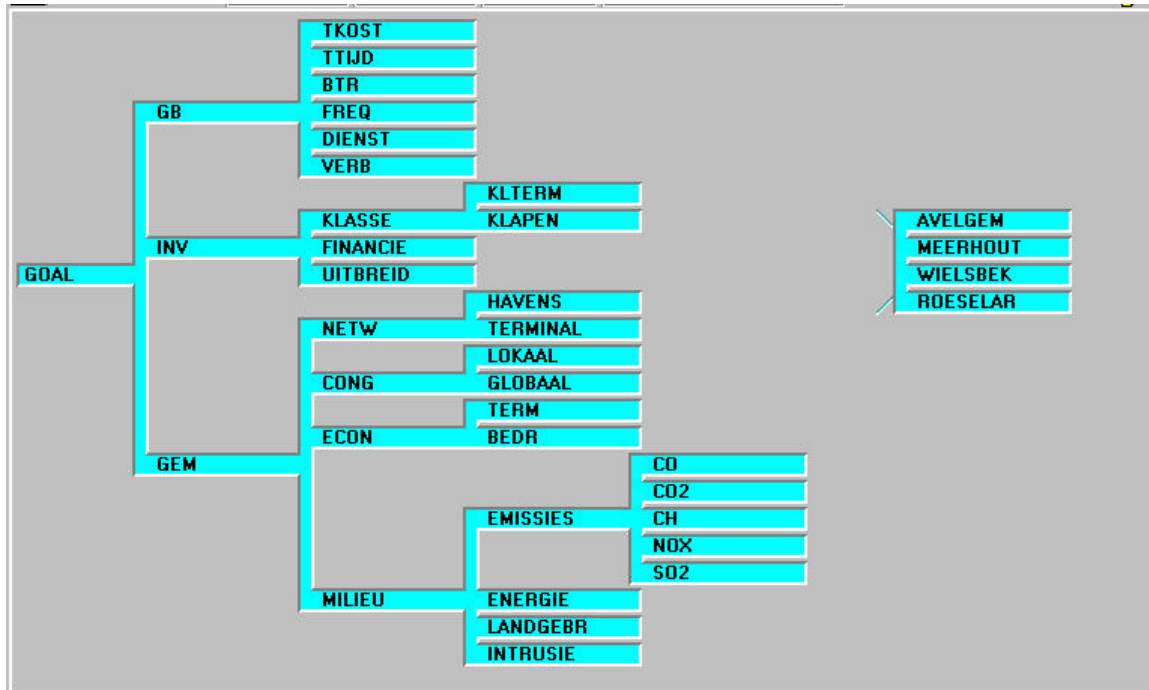 TKOST
TTIJD
BTR
GB FREQ
DIENST
VERB
KLTERM
KLASSE KLAPEN AVELGEM
INV FINANCIE MEERHOUT
GOAL UITBREID WIELSBEK
HAVENS ROESELAR
NETW TERMINAL
LOKAAL
CONG GLOBAAL
TERM
ECON BEDR
GEM CO
CO2
EMISSIES CH
NOX
SO2
MILIEU ENERGIE
LANDGEBR
INTRUSIE